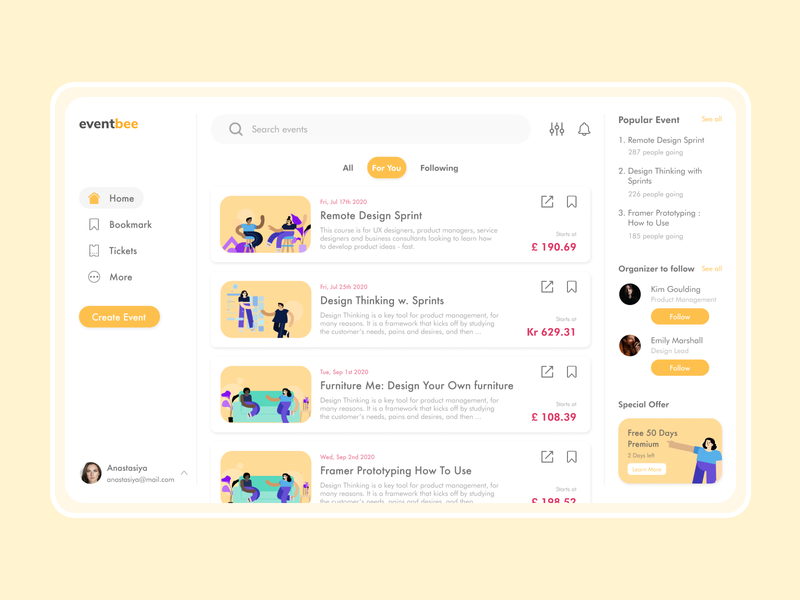 eventbee
Home
Bookmark
Tickets
More
Create Event
Anastasiya
anastasiya@mail.com
Search events
All
For You
Following
Fri, Jul 17th 2020
Remote Design Sprint
This course is for UX designers, product managers, service
designers and business consultants looking to learn how
to develop product ideas - fast.
Starts at
£ 190.69
Fri, Jul 25th 2020
Design Thinking w. Sprints
Design Thinking is a key tool for product management, for
many reasons. It is a framework that kicks off by studying
the customer's needs, pains and desires, and then ...
Starts at
Kr 629.31
Tue, Sep 1st 2020
Furniture Me: Design Your Own furniture
Design Thinking is a key tool for product management, for
many reasons. It is a framework that kicks off by studying
the customer's needs, pains and desires, and then ...
Starts at
£ 108.39
Wed, Sep 2nd 2020
Framer Prototyping How To Use
Design Thinking is a key tool for product management, for
many reasons. It is a framework that kicks off by studying
the customer's needs, pains and desires, and then ...
Starts at
£ 198.52
Popular Event
See all
1. Remote Design Sprint
287 people going
2. Design Thinking with
Sprints
226 people going
3. Framer Prototyping :
How to Use
185 people going
Organizer to follow
See all
Kim Goulding
Product Management
Follow
Emily Marshall
Design Lead
Follow
Special Offer
Free 50 Days
Premium
2 Days left
Learn More